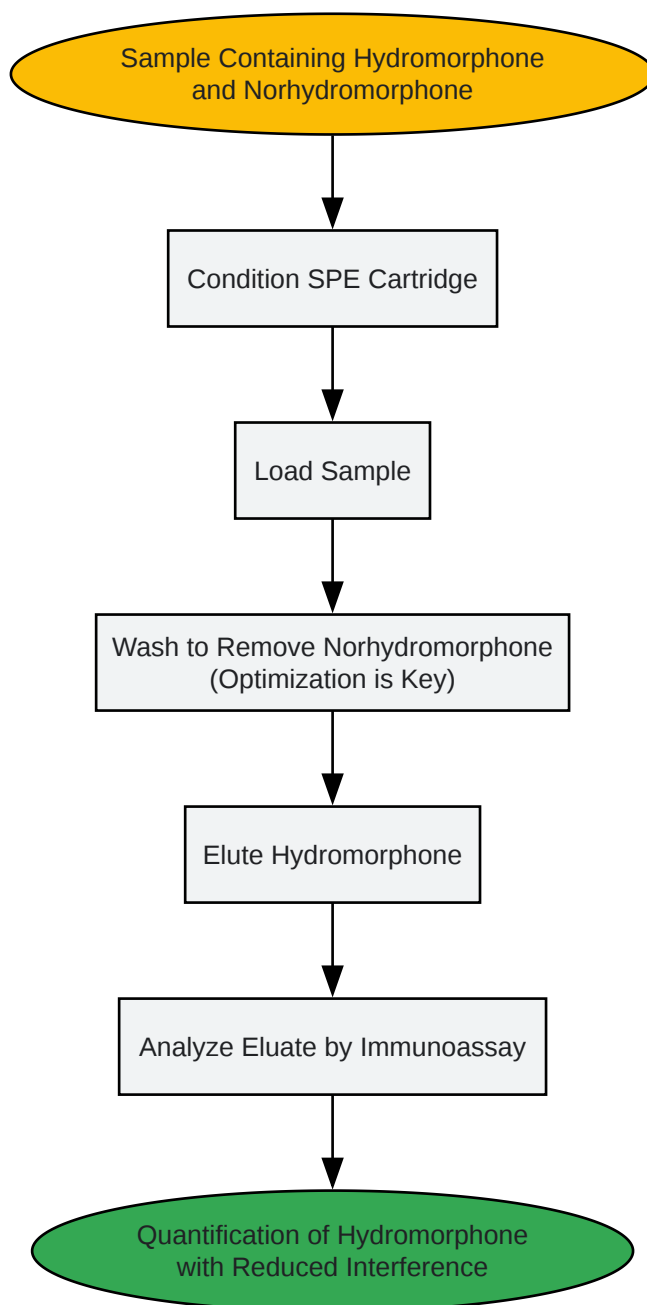 Sample Containing Hydromorphone
and Norhydromorphone
Condition SPE Cartridge
Load Sample
Wash to Remove Norhydromorphone
(Optimization is Key)
Elute Hydromorphone
Analyze Eluate by Immunoassay
Quantification of Hydromorphone
with Reduced Interference